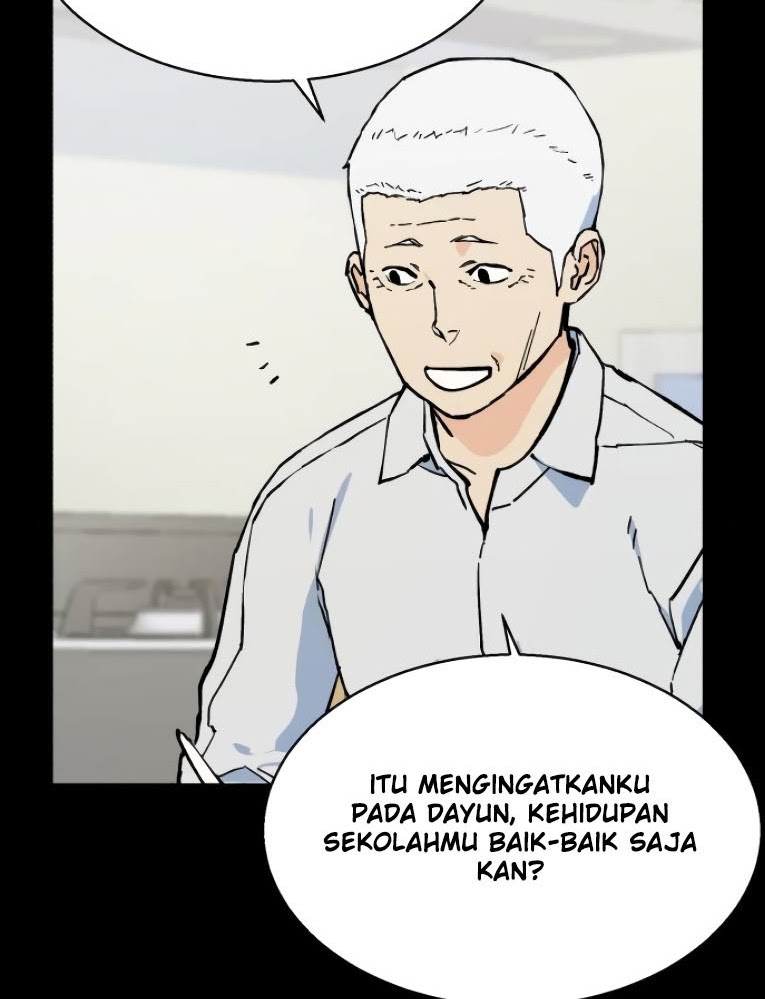 ITU MENGINGATKANKU
PADA DAYUN, KEHIDUPAN
SEKOLAHMU BAIK-BAIK SAJA
KAN?